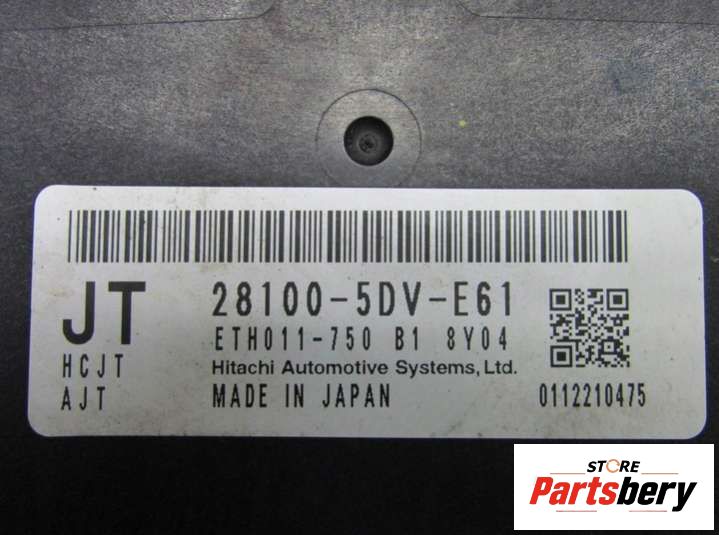 JT
28100-5DV-E61
ETH011-750 B1 8Y04
HCJT
Hitachi Automotive Systems, Ltd.
AJT
MADE IN JAPAN
0112210475
STORE
Partsbery